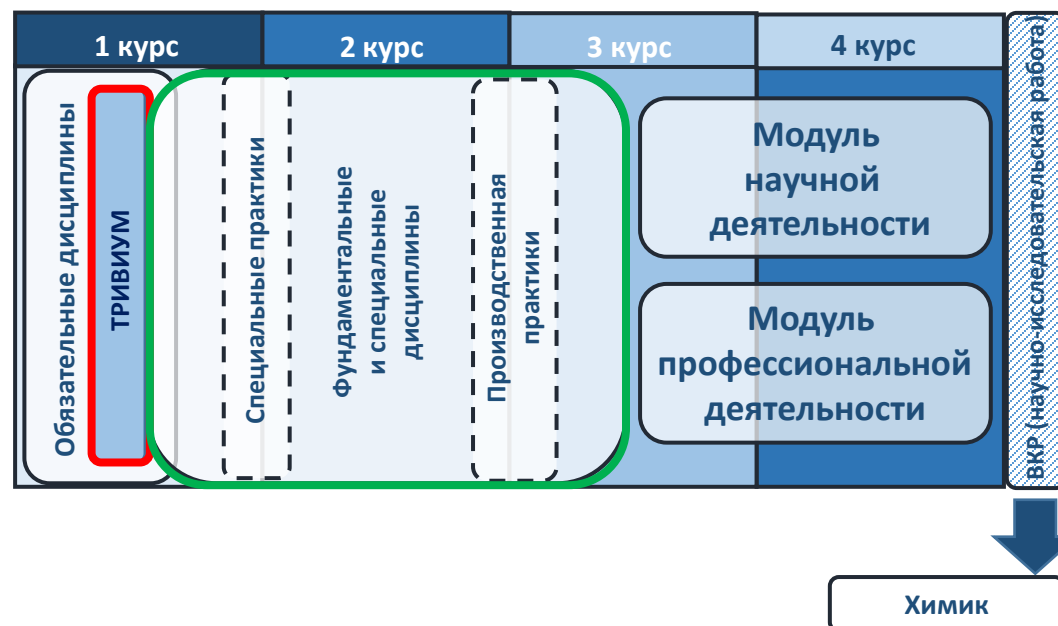 1 курс
2 курс
3 курс
4 курс
Обязательные дисциплины
ТРИВИУМ
Специальные практики
Фундаментальные
и специальные
дисциплины
Производственная
практики
Модуль
научной
деятельности
Модуль
профессиональной
деятельности
ВКР (научно-исследовательская работа)
Химик